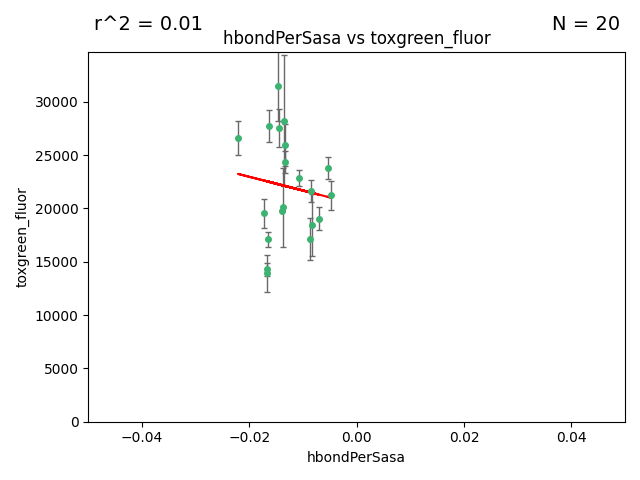 r^2 = 0.01
N = 20
hbondPerSasa vs toxgreen_fluor
toxgreen_fluor
30000
25000
20000
15000
10000
5000
0
−0.04
−0.02
0.00
0.02
0.04
hbondPerSasa